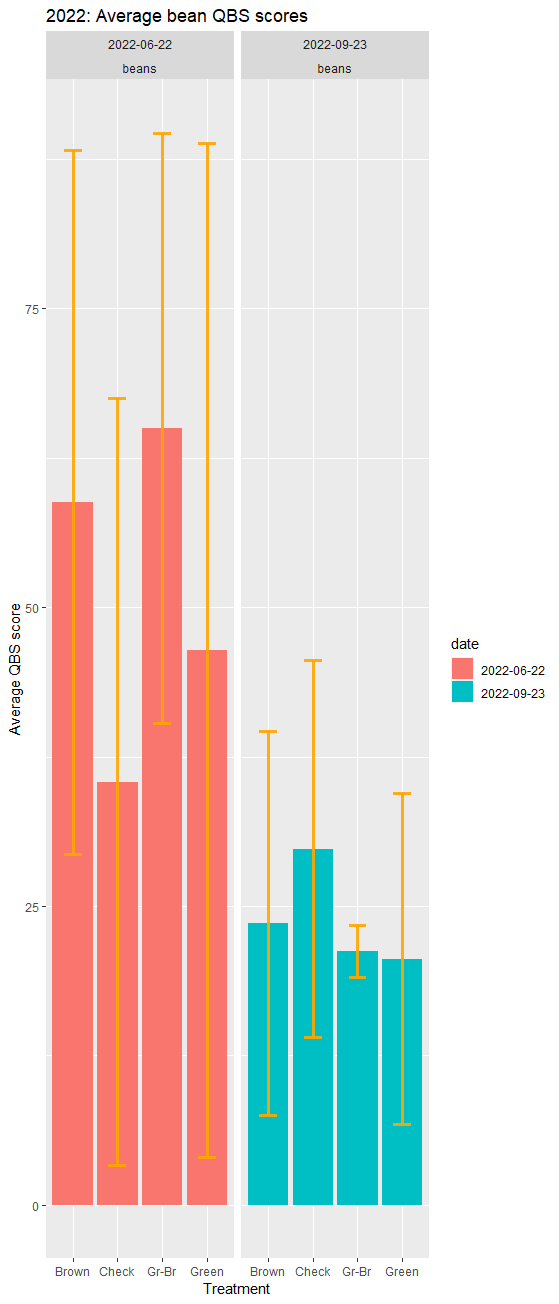 2022: Average bean QBS scores
2022-06-22
beans
2022-09-23
beans
75
50
25
0
Average QBS score
Brown Check Gr-Br Green
Brown Check Gr-Br Green
Treatment
date
2022-06-22
2022-09-23